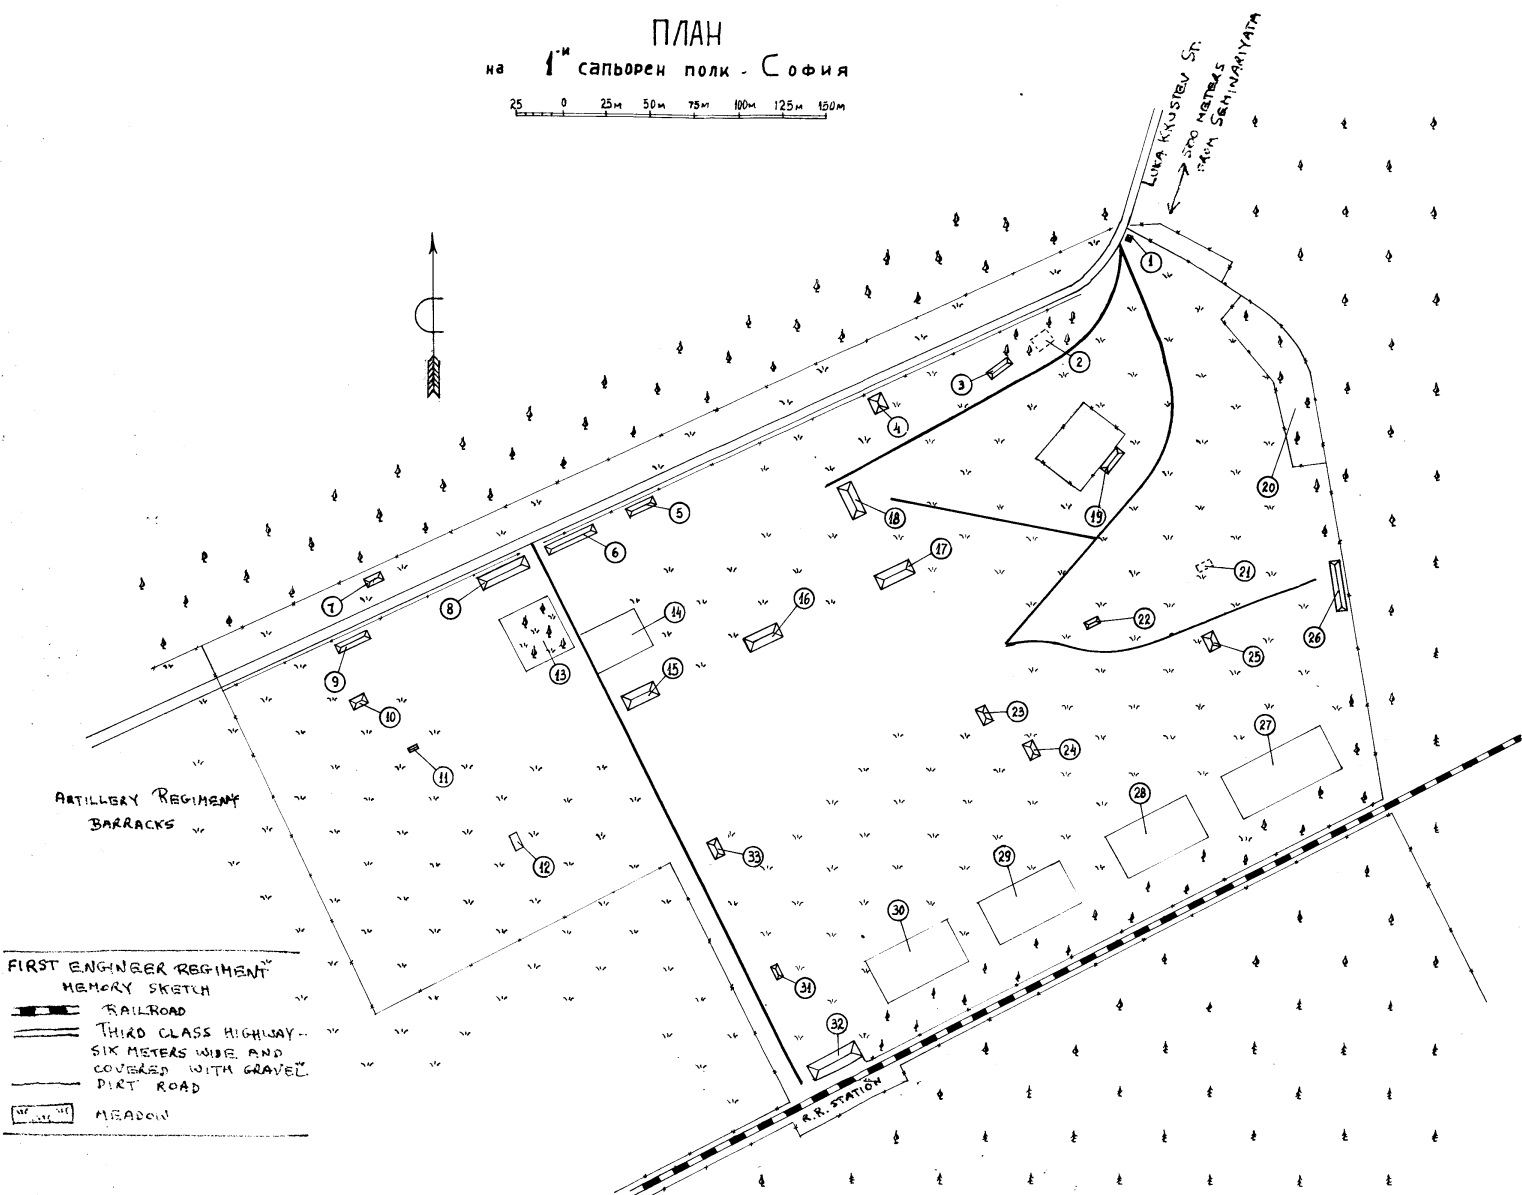 ПЛАН
на 1-и сапьорен полк - София
25 0 25м 50м 75м 100м 125м 150м
LUKA KYUSTEV ST.
500 METERS
FROM SEMINARIYATA
1
2
3
4
5
6
7
8
9
10
11
12
13
14
15
16
17
18
19
20
21
22
23
24
25
26
27
28
29
30
31
32
33
ARTILLERY REGIMENT
BARRACKS
R.R. STATION
FIRST ENGINEER REGIMENT
MEMORY SKETCH
RAILROAD
THIRD CLASS HIGHWAY -
SIX METERS WIDE AND
COVERED WITH GRAVEL
DIRT ROAD
MEADOW